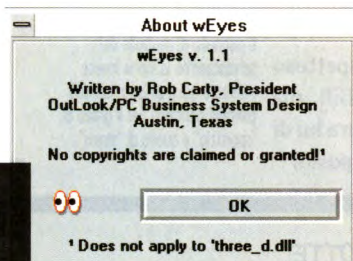 About wEyes
wEyes v. 1.1
Written by Rob Carty, President
OutLook/PC Business System Design
Austin, Texas
No copyrights are claimed or granted!¹
OK
¹ Does not apply to 'three_d.dll'